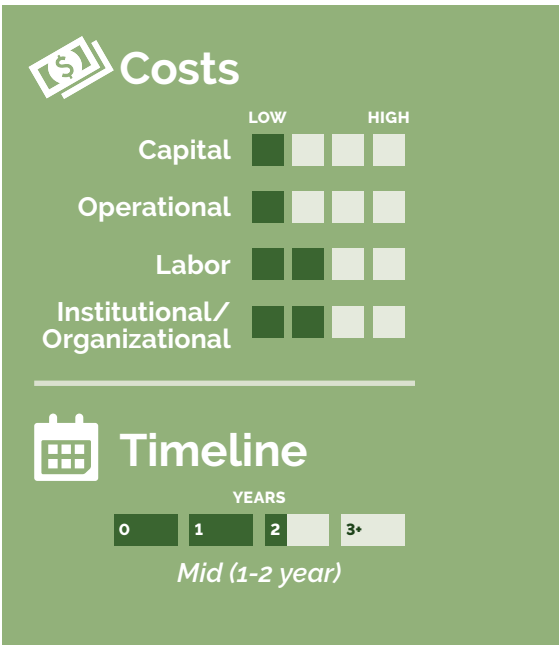 $
Costs
LOW HIGH
Capital
Operational
Labor
Institutional/
Organizational
Timeline
YEARS
0 1 2 3+
Mid (1-2 year)